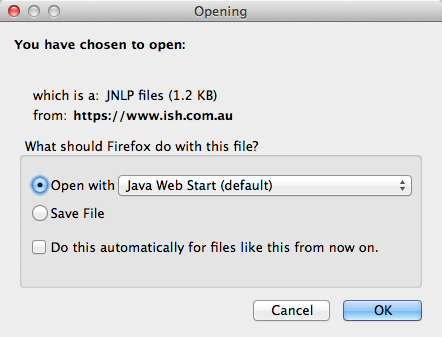 Opening
You have chosen to open:
which is a: JNLP files (1.2 KB)
from: https://www.ish.com.au
What should Firefox do with this file?
Open with Java Web Start (default)
Save File
Do this automatically for files like this from now on.
Cancel OK